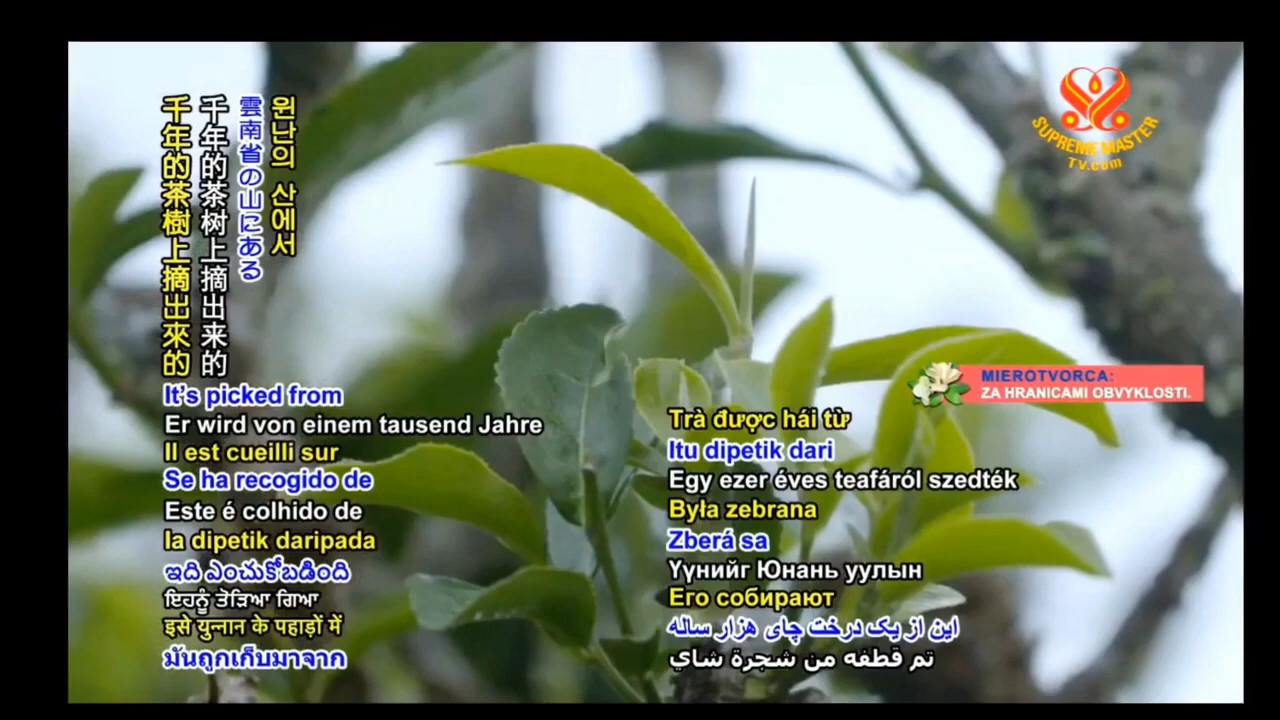 千年的茶樹上摘出來的
千年的茶树上摘出来的
雲南省の山にある
윈난의 산에서
SUPREME MASTER
TV.com
It's picked from
Er wird von einem tausend Jahre
Il est cueilli sur
Se ha recogido de
Este é colhido de
Ia dipetik daripada
ఇది ఎంచుకోబడింది
ਇਹਨੂੰ ਤੋੜਿਆ ਗਿਆ
इसे युन्नान के पहाड़ों में
มันถูกเก็บมาจาก
MIEROTVORCA:
ZA HRANICAMI OBVYKLOSTI.
Trà được hái từ
Itu dipetik dari
Egy ezer éves teafáról szedték
Była zebrana
Zberá sa
Үүнийг Юнань уулын
Его собирают
این از یک درخت چای هزار ساله
تم قطفه من شجرة شاي